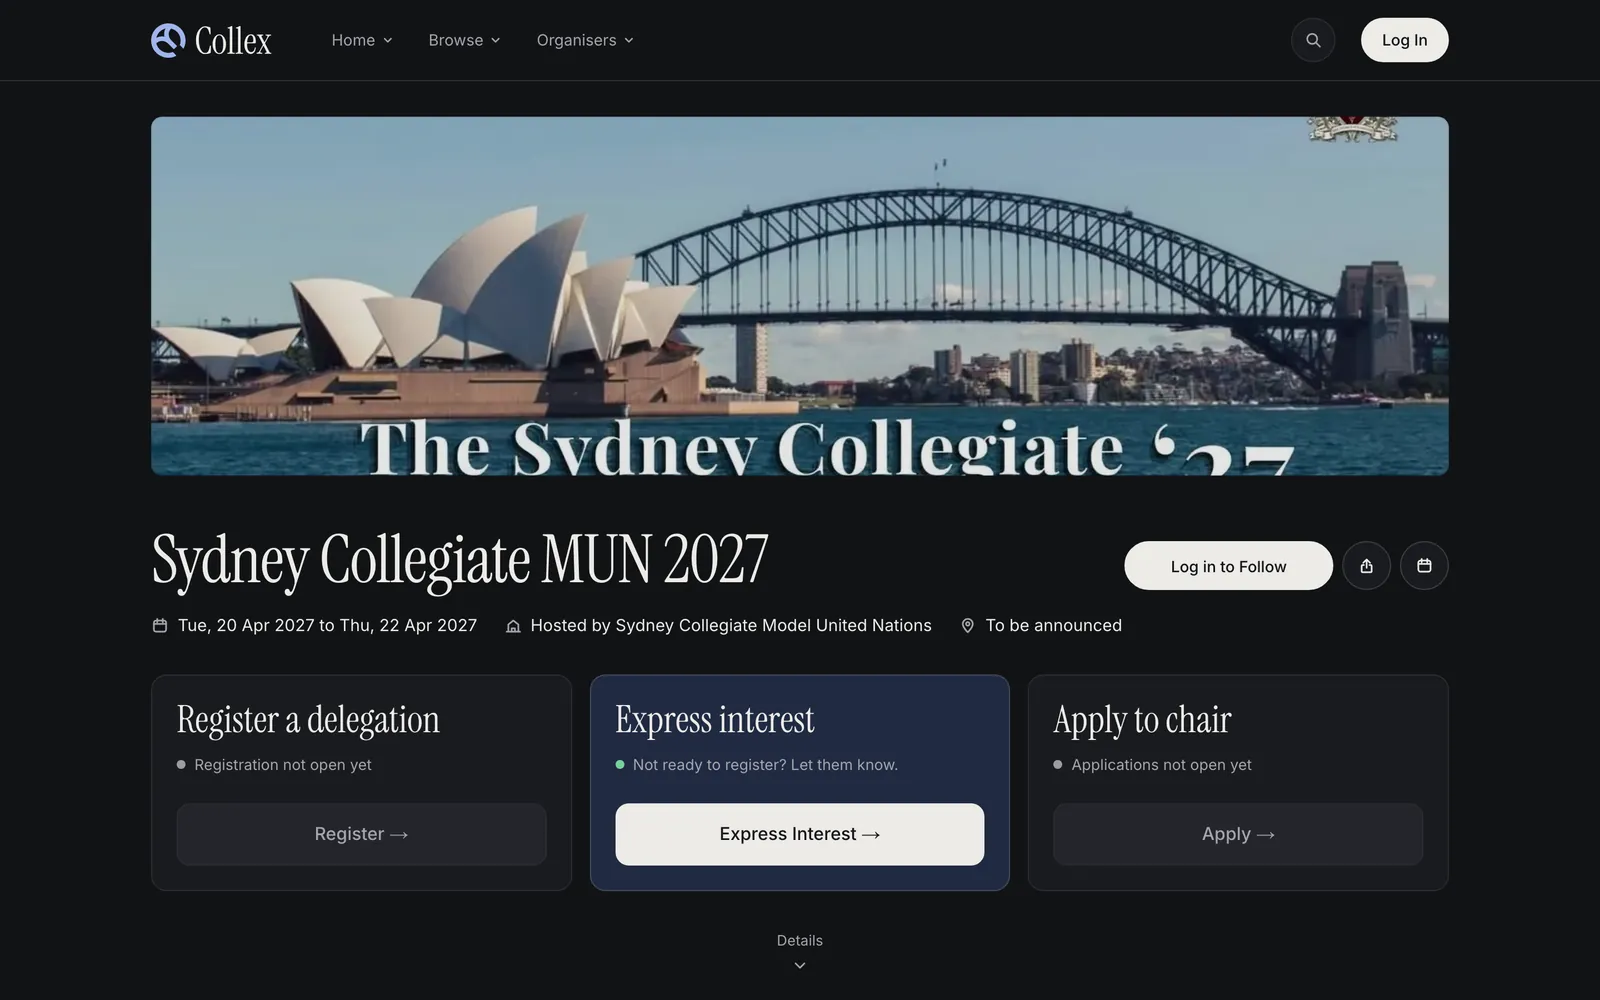 Collex
Home
Browse
Organisers
Log In
The Sydney Collegiate ‘27
Sydney Collegiate MUN 2027
Log in to Follow
Tue, 20 Apr 2027 to Thu, 22 Apr 2027
Hosted by Sydney Collegiate Model United Nations
To be announced
Register a delegation
Registration not open yet
Register →
Express interest
Not ready to register? Let them know.
Express Interest →
Apply to chair
Applications not open yet
Apply →
Details